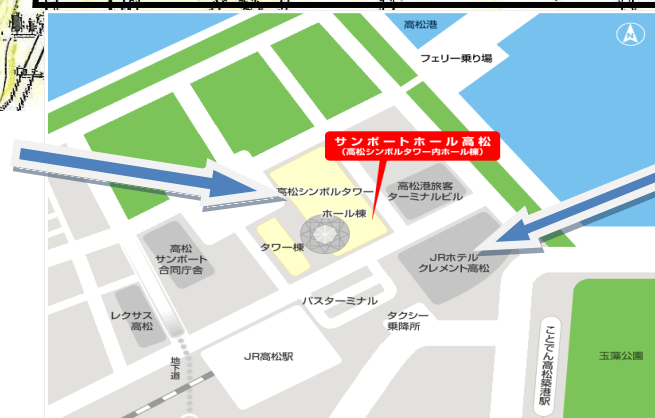 高松港
N
フェリー乗り場
サンポートホール高松
(高松シンボルタワー内ホール棟)
高松シンボルタワー
ホール棟
高松港旅客
ターミナルビル
タワー棟
高松
サンポート
合同庁舎
JRホテル
クレメント高松
バスターミナル
レクサス
高松
タクシー
乗降所
地下道
JR高松駅
ことでん高松築港駅
玉藻公園